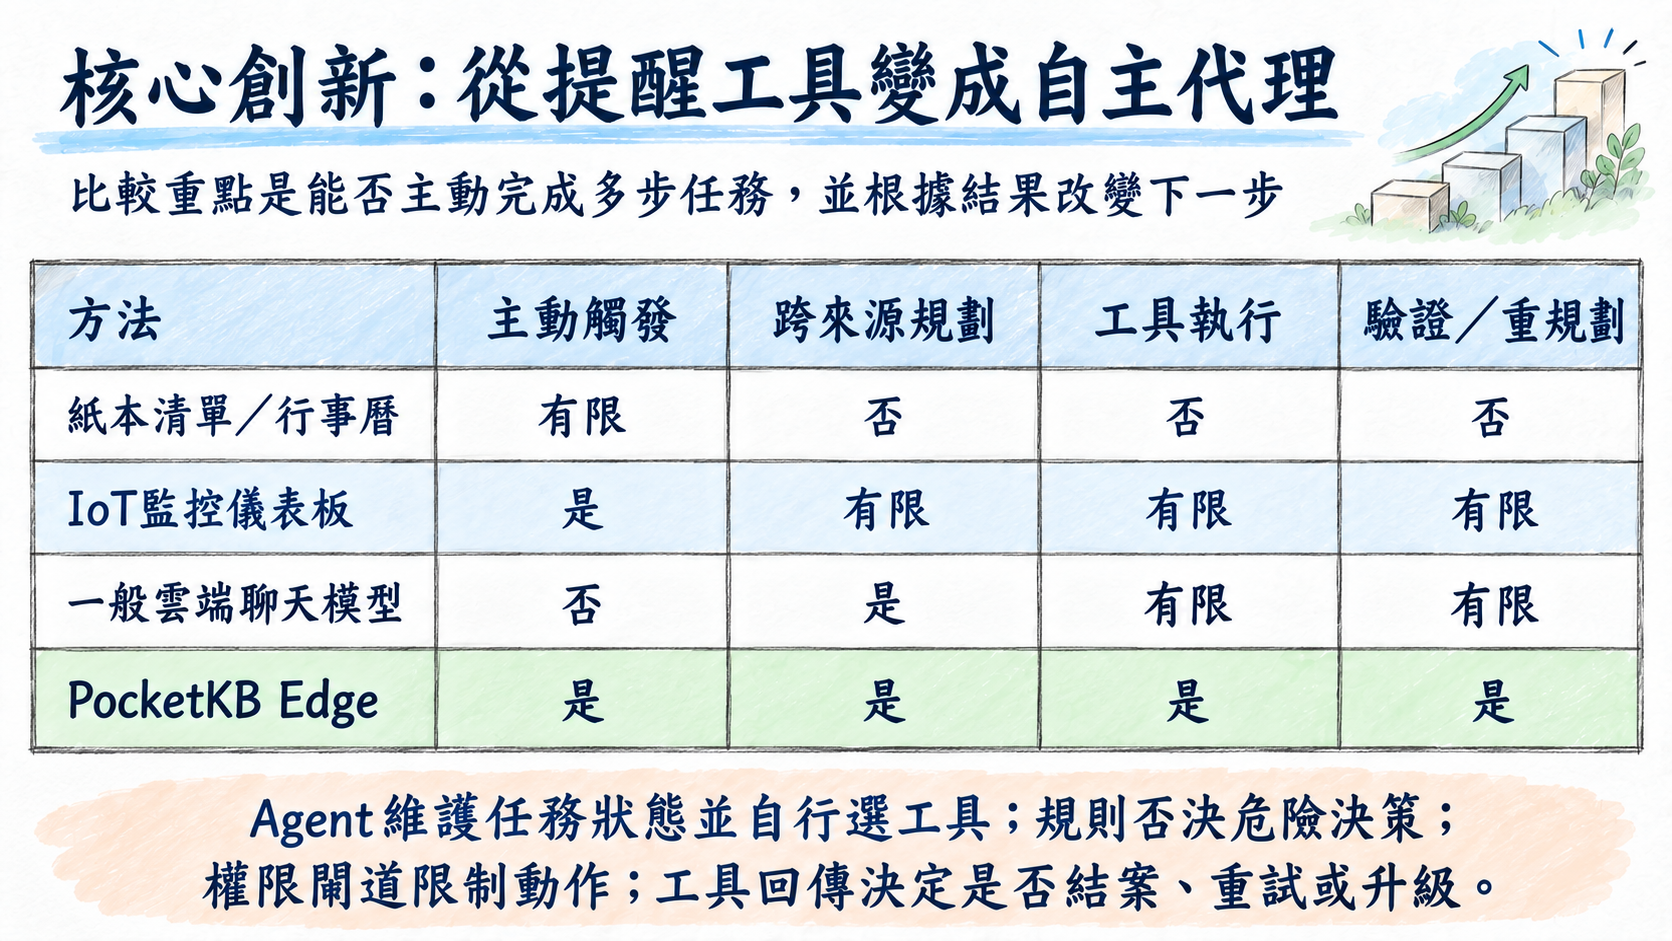 核心創新：從提醒工具變成自主代理
比較重點是能否主動完成多步任務，並根據結果改變下一步
方法 主動觸發 跨來源規劃 工具執行 驗證／重規劃
紙本清單／行事曆 有限 否 否 否
IoT監控儀表板 是 有限 有限 有限
一般雲端聊天模型 否 是 有限 有限
PocketKB Edge 是 是 是 是
Agent維護任務狀態並自行選工具；規則否決危險決策；
權限閘道限制動作；工具回傳決定是否結案、重試或升級。